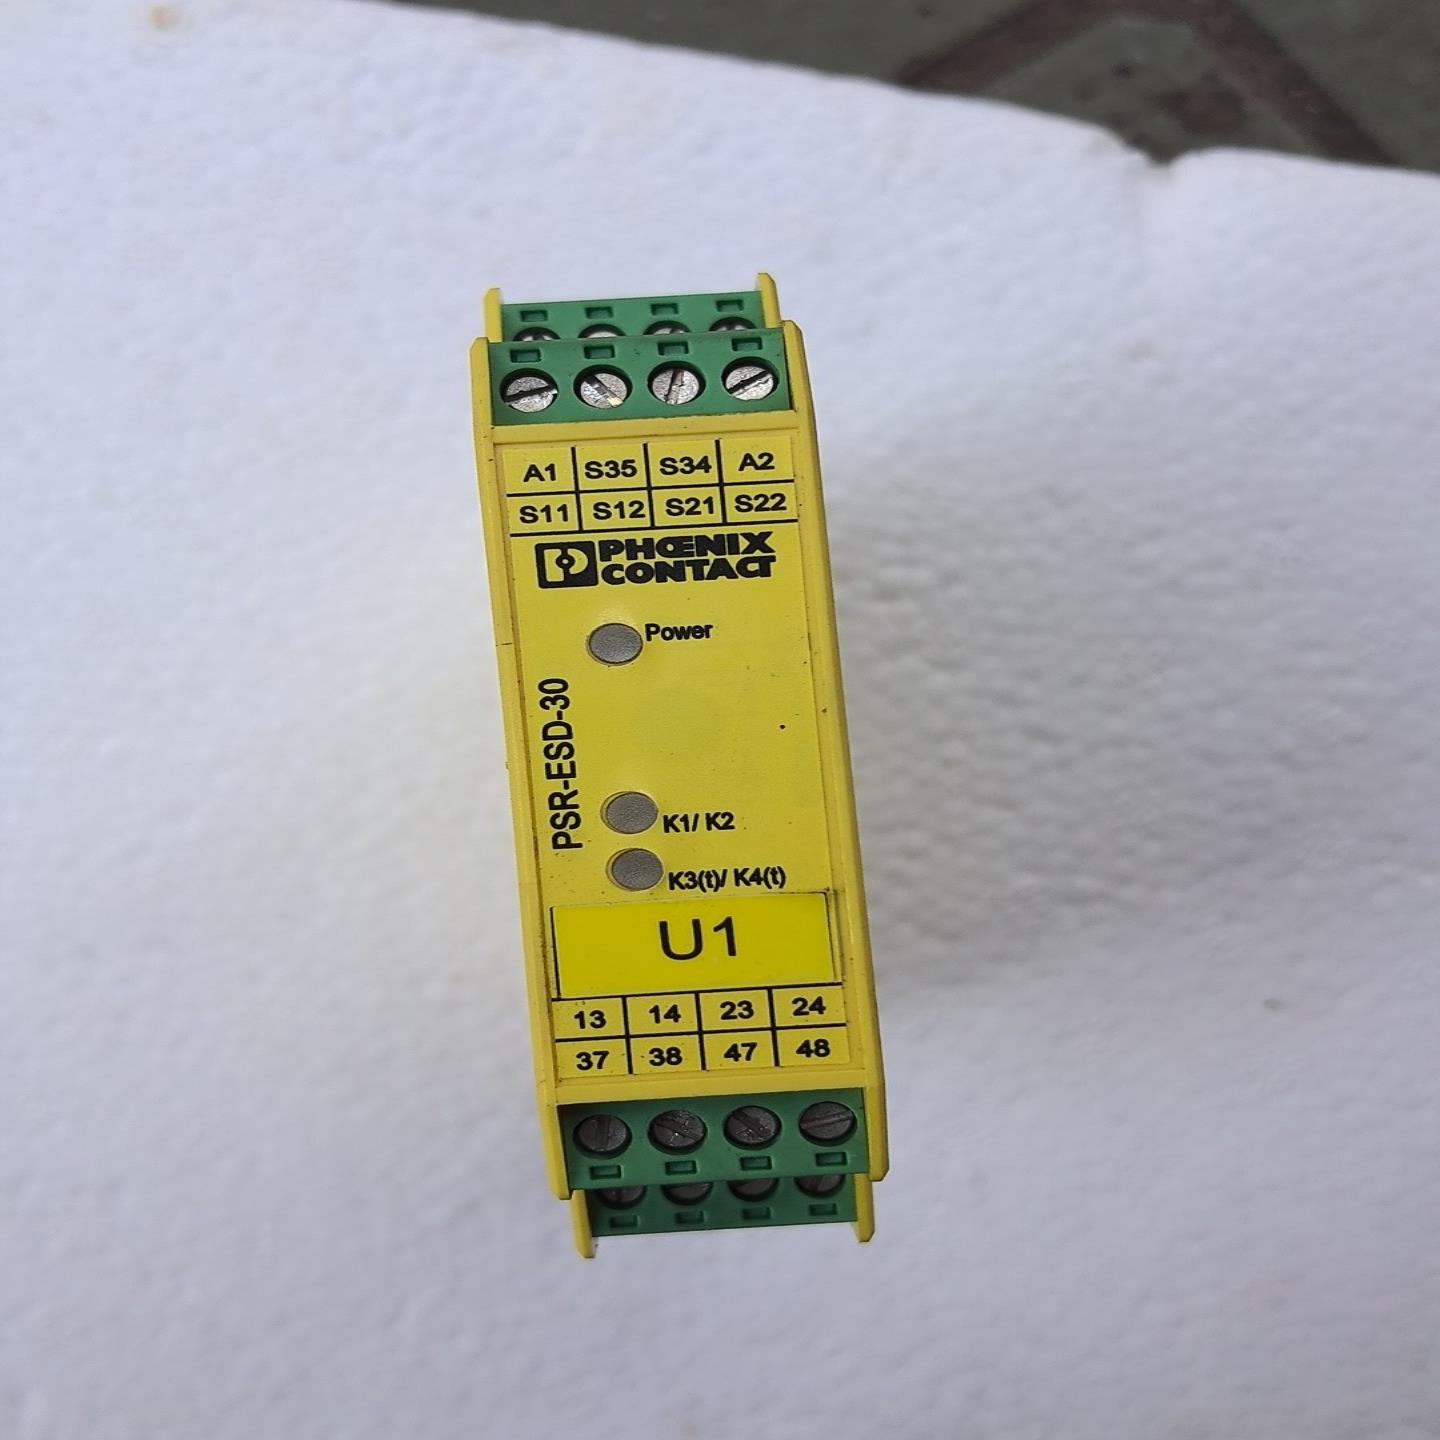 A1 S35 S34 A2
S11 S12 S21 S22
PHŒNIX
CONTACT
Power
PSR-ESD-30
K1/ K2
K3(t)/ K4(t)
U1
13 14 23 24
37 38 47 48